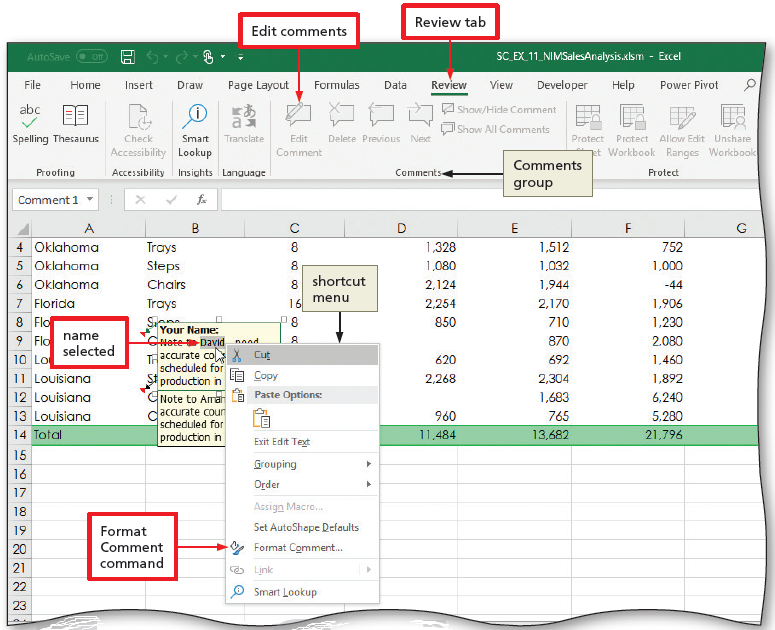 Edit comments
Review tab
AutoSave Off
SC_EX_11_NIMSalesAnalysis.xlsm - Excel
File Home Insert Draw Page Layout Formulas Data Review View Developer Help Power Pivot
abc
Spelling Thesaurus
Check Accessibility
Smart Lookup
Translate
Edit Comment
Delete Previous Next
Show/Hide Comment
Show All Comments
Protect Sheet
Protect Workbook
Allow Edit Ranges
Unshare Workbook
Proofing Accessibility Insights Language Comments Protect
Comments group
Comment 1 fx
A B C D E F G
4 Oklahoma Trays 8 1,328 1,512 752
5 Oklahoma Steps 8 1,080 1,032 1,000
6 Oklahoma Chairs 8 2,124 1,944 -44
7 Florida Trays 16 2,254 2,170 1,906
8 Flo Steps 8 850 710 1,230
9 Flo 8 870 2,080
10 Lo 620 692 1,460
11 Louisiana St 2,268 2,304 1,892
12 Louisiana C 1,683 6,240
13 Louisiana C 960 765 5,280
14 Total 11,484 13,682 21,796
15
16
17
18
19
20
21
22
23
shortcut menu
name selected
Your Name:
Note to David, need
accurate cou
scheduled for
production in
Note to Aman
accurate coun
scheduled for
production in
Cut
Copy
Paste Options:
Exit Edit Text
Grouping
Order
Assign Macro...
Set AutoShape Defaults
Format Comment...
Link
Smart Lookup
Format Comment command